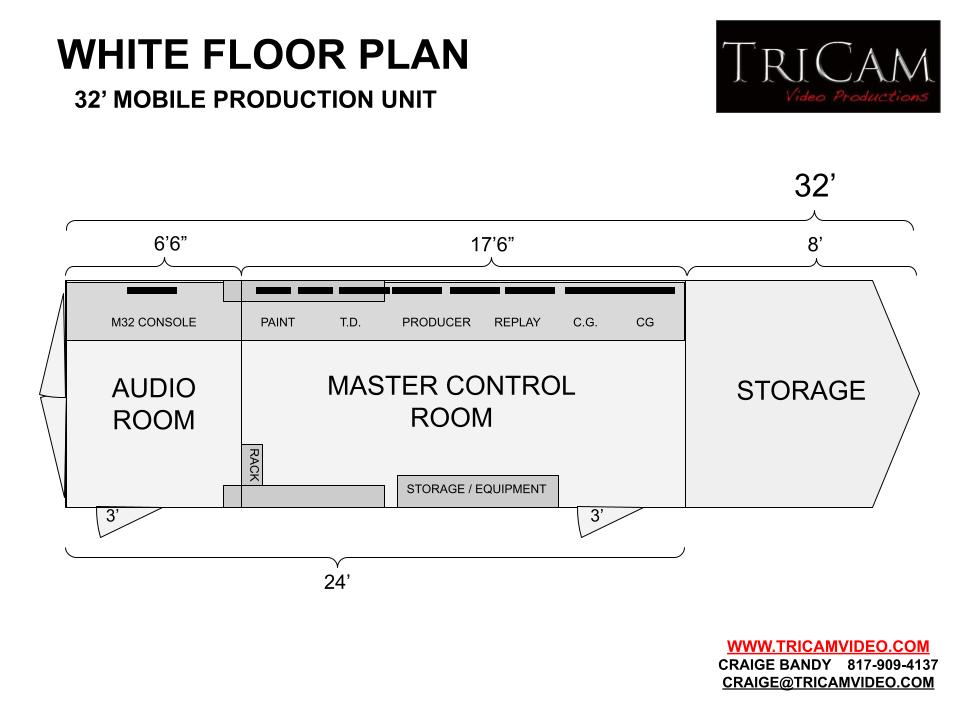 WHITE FLOOR PLAN
32’ MOBILE PRODUCTION UNIT
TRICAM
Video Productions
32’
6’6”
17’6”
8’
M32 CONSOLE
PAINT
T.D.
PRODUCER
REPLAY
C.G.
CG
AUDIO
ROOM
MASTER CONTROL
ROOM
STORAGE
RACK
STORAGE / EQUIPMENT
3’
3’
24’
WWW.TRICAMVIDEO.COM
CRAIGE BANDY 817-909-4137
CRAIGE@TRICAMVIDEO.COM